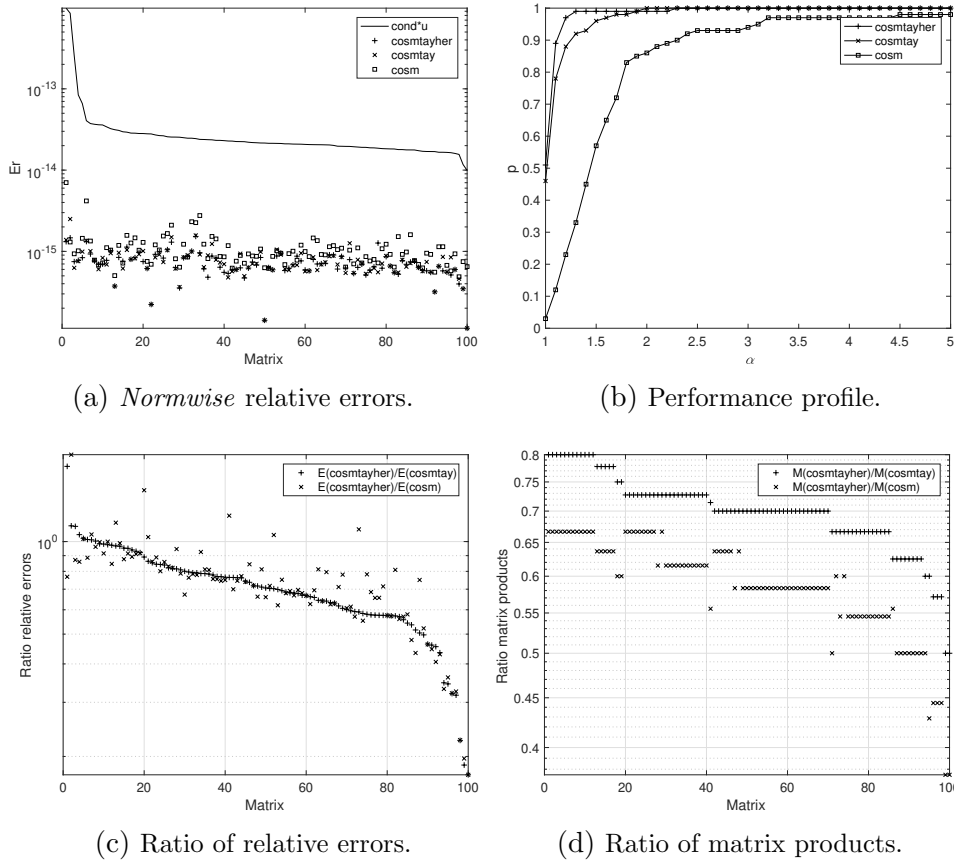 cond*u
cosmtayher
cosmtay
cosm
10^-13
10^-14
10^-15
Er
0 20 40 60 80 100
Matrix
(a) Normwise relative errors.
1
0.9
0.8
0.7
0.6
0.5
0.4
0.3
0.2
0.1
0
p
cosmtayher
cosmtay
cosm
1 1.5 2 2.5 3 3.5 4 4.5 5
α
(b) Performance profile.
E(cosmtayher)/E(cosmtay)
E(cosmtayher)/E(cosm)
10^0
Ratio relative errors
0 20 40 60 80 100
Matrix
(c) Ratio of relative errors.
0.8
0.75
0.7
0.65
0.6
0.55
0.5
0.45
0.4
Ratio matrix products
M(cosmtayher)/M(cosmtay)
M(cosmtayher)/M(cosm)
0 20 40 60 80 100
Matrix
(d) Ratio of matrix products.